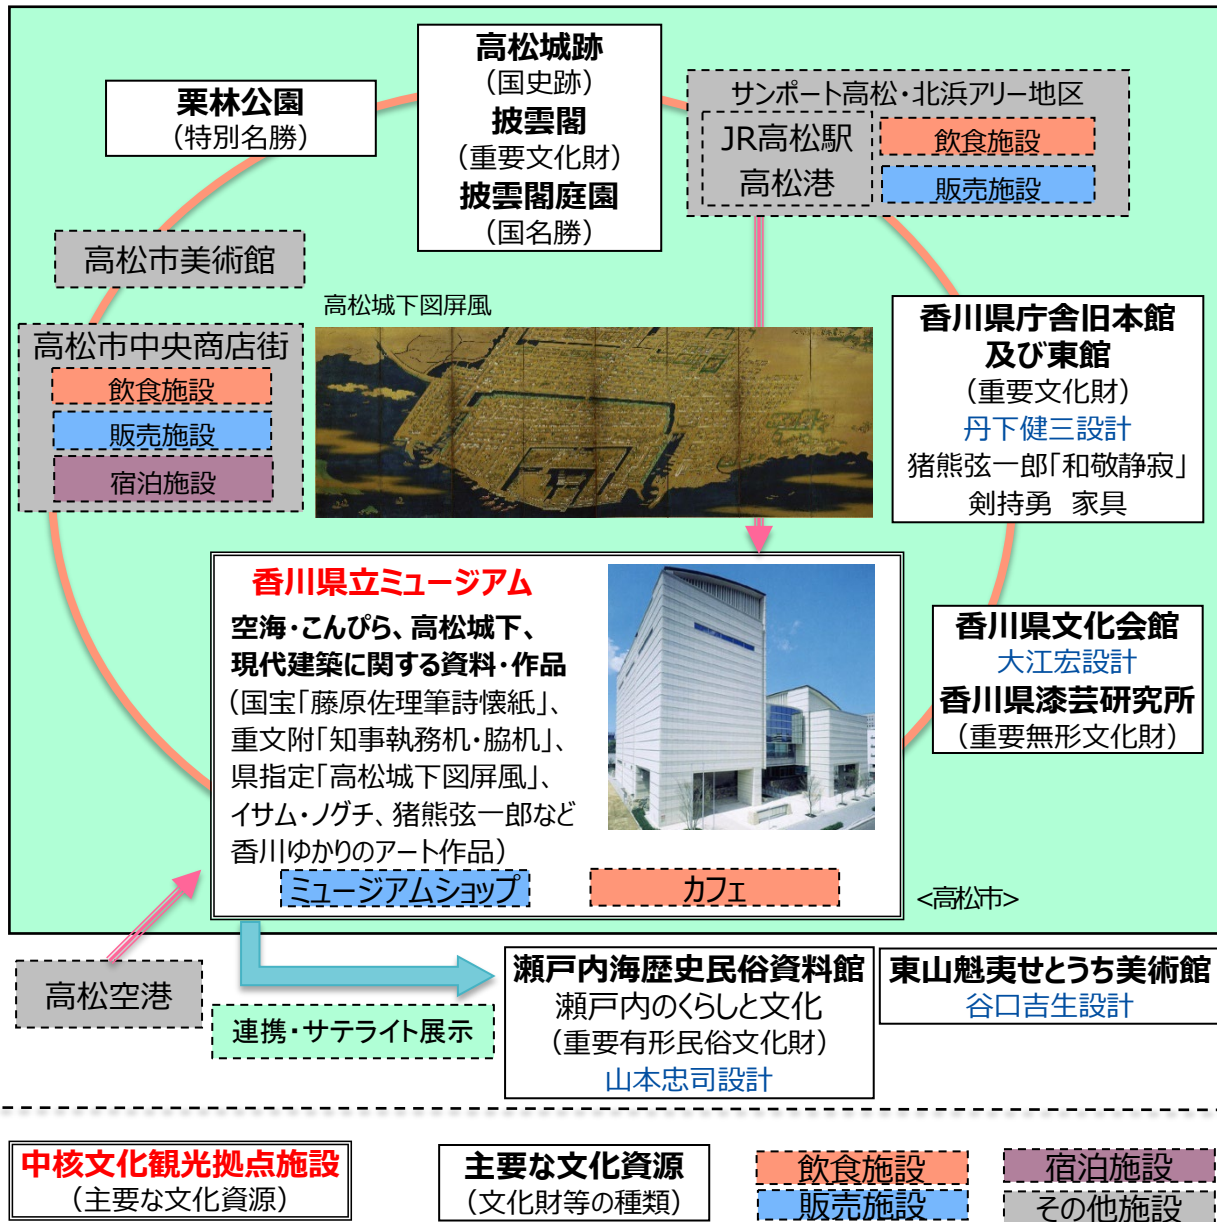 栗林公園
（特別名勝）
高松城跡
（国史跡）
披雲閣
（重要文化財）
披雲閣庭園
（国名勝）
サンポート高松・北浜アリー地区
JR高松駅
高松港
飲食施設
販売施設
高松市美術館
高松市中央商店街
飲食施設
販売施設
宿泊施設
高松城下図屏風
香川県庁舎旧本館
及び東館
（重要文化財）
丹下健三設計
猪熊弦一郎「和敬静寂」
剣持勇　家具
香川県立ミュージアム
空海・こんぴら、高松城下、
現代建築に関する資料・作品
（国宝「藤原佐理筆詩懐紙」、
重文附「知事執務机・脇机」、
県指定「高松城下図屏風」、
イサム・ノグチ、猪熊弦一郎など
香川ゆかりのアート作品）
ミュージアムショップ
カフェ
香川県文化会館
大江宏設計
香川県漆芸研究所
（重要無形文化財）
<高松市>
高松空港
連携・サテライト展示
瀬戸内海歴史民俗資料館
瀬戸内のくらしと文化
（重要有形民俗文化財）
山本忠司設計
東山魁夷せとうち美術館
谷口吉生設計
中核文化観光拠点施設
（主要な文化資源）
主要な文化資源
（文化財等の種類）
飲食施設
販売施設
宿泊施設
その他施設